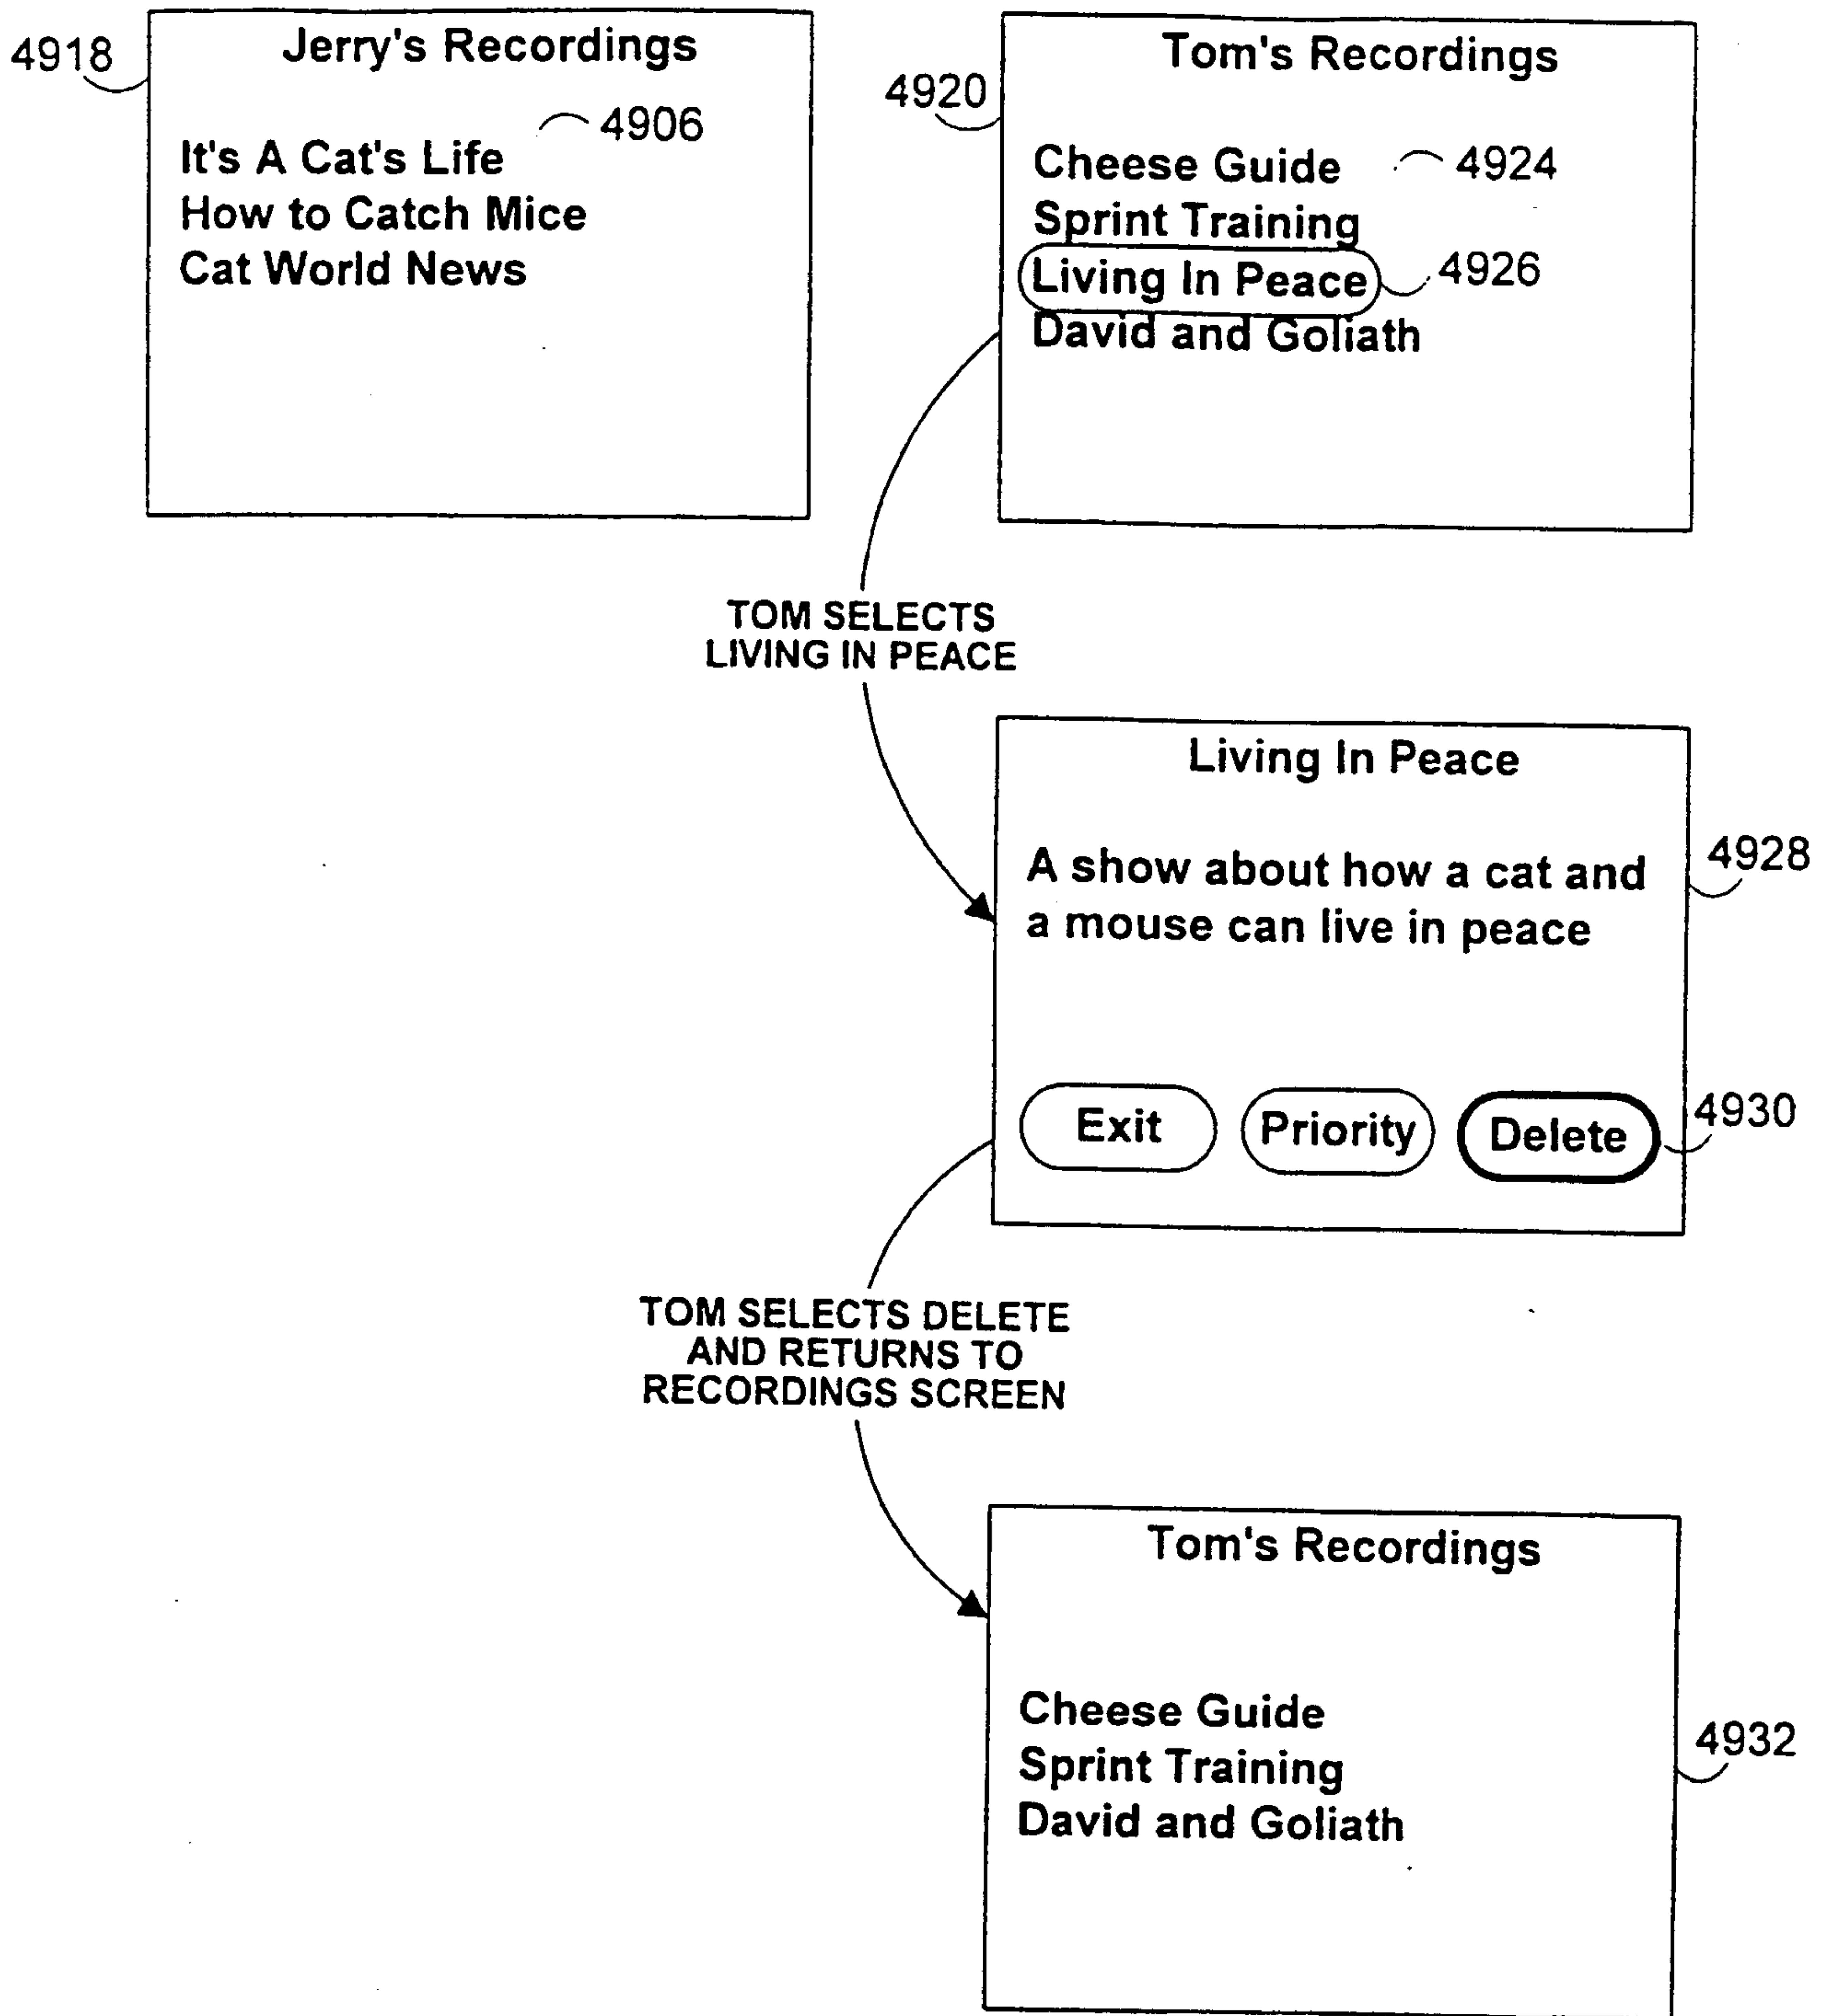 4918
Jerry's Recordings
4906
It's A Cat's Life
How to Catch Mice
Cat World News
4920
Tom's Recordings
Cheese Guide
4924
Sprint Training
Living In Peace
4926
David and Goliath
TOM SELECTS
LIVING IN PEACE
Living In Peace
A show about how a cat and
a mouse can live in peace
4928
Exit
Priority
Delete
4930
TOM SELECTS DELETE
AND RETURNS TO
RECORDINGS SCREEN
Tom's Recordings
Cheese Guide
Sprint Training
David and Goliath
4932